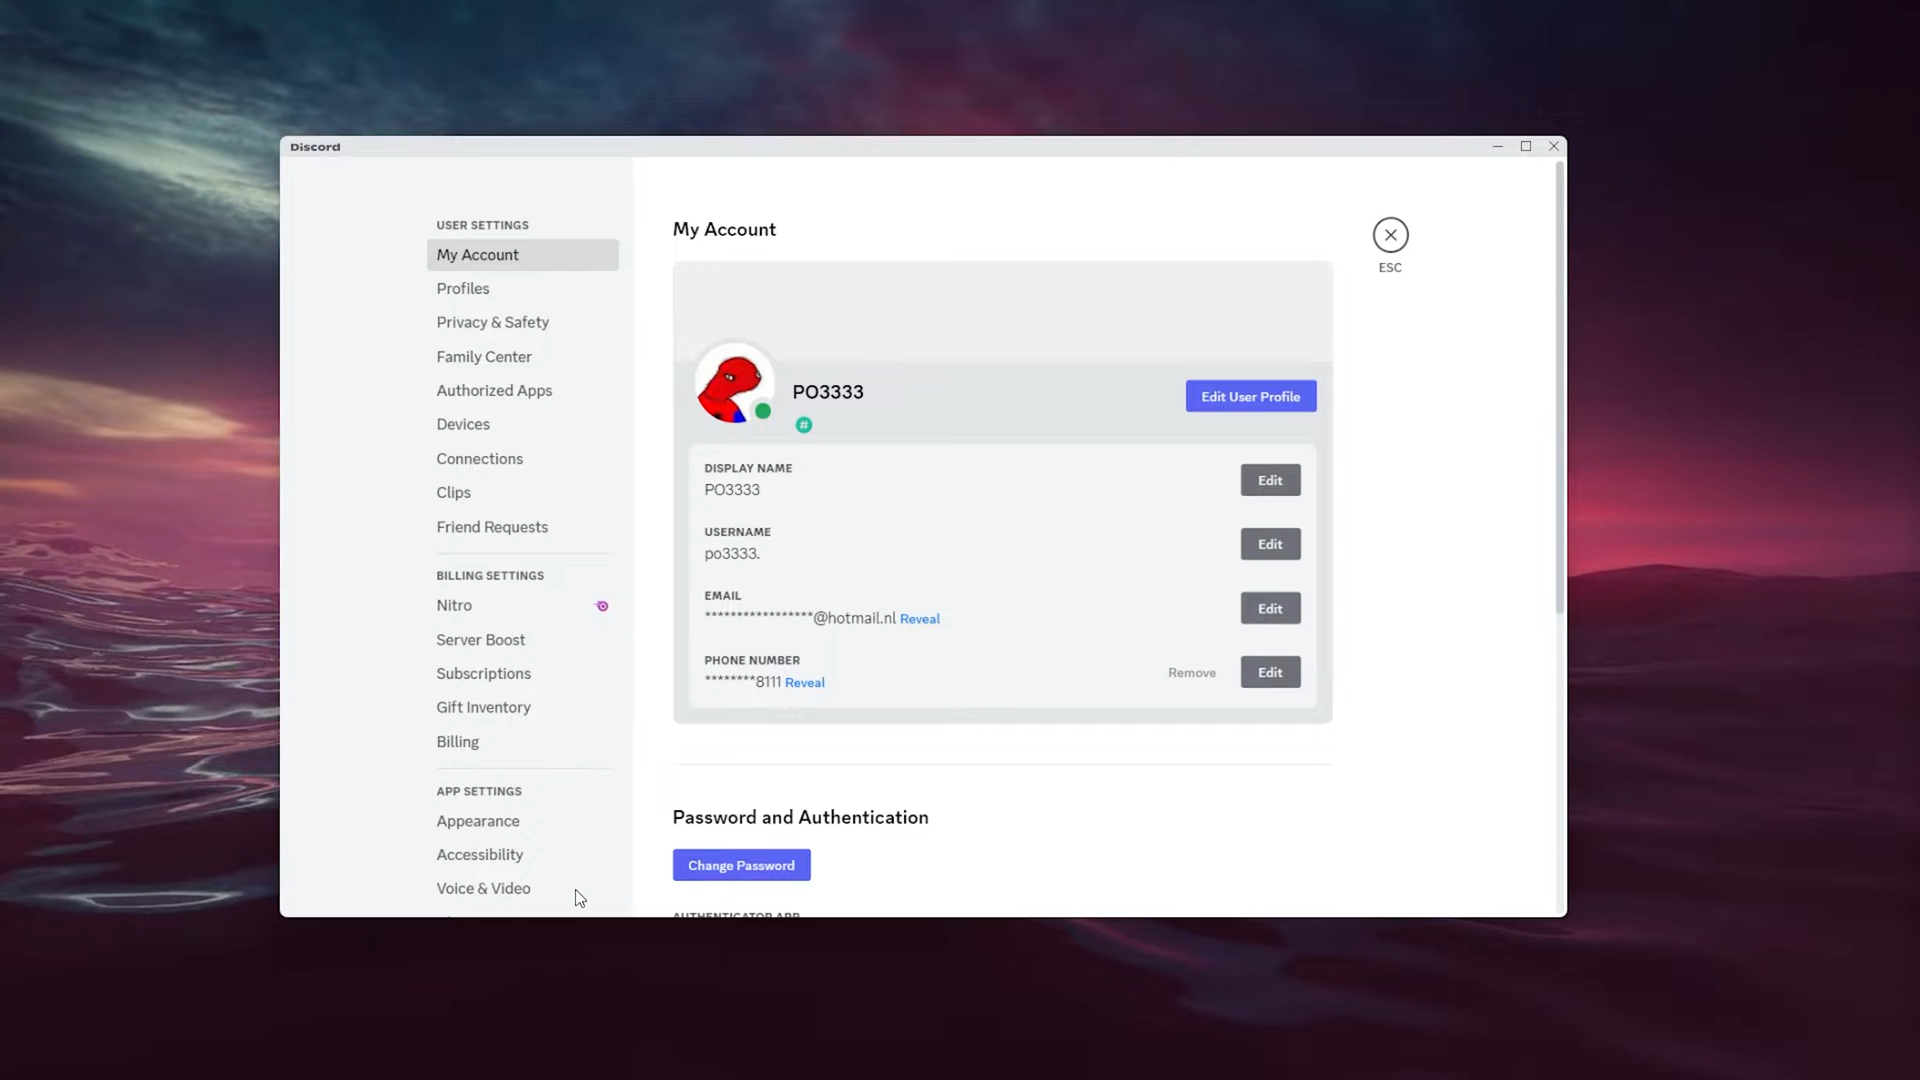 Discord
USER SETTINGS
My Account
Profiles
Privacy & Safety
Family Center
Authorized Apps
Devices
Connections
Clips
Friend Requests
BILLING SETTINGS
Nitro
Server Boost
Subscriptions
Gift Inventory
Billing
APP SETTINGS
Appearance
Accessibility
Voice & Video
My Account
ESC
PO3333
Edit User Profile
#
DISPLAY NAME
PO3333
Edit
USERNAME
po3333.
Edit
EMAIL
*****************@hotmail.nl Reveal
Edit
PHONE NUMBER
********8111 Reveal
Remove
Edit
Password and Authentication
Change Password
AUTHENTICATOR APP